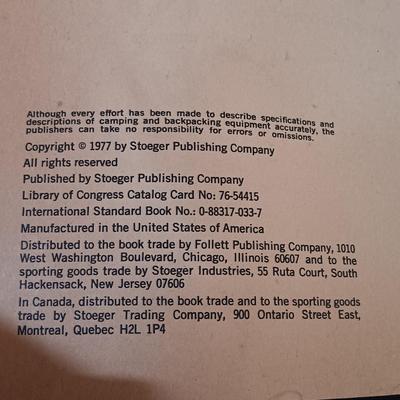 Although every effort has been made to describe specifications and
descriptions of camping and backpacking equipment accurately, the
publishers can take no responsibility for errors or omissions.
Copyright © 1977 by Stoeger Publishing Company
All rights reserved
Published by Stoeger Publishing Company
Library of Congress Catalog Card No: 76-54415
International Standard Book No.: 0-88317-033-7
Manufactured in the United States of America
Distributed to the book trade by Follett Publishing Company, 1010
West Washington Boulevard, Chicago, Illinois 60607 and to the
sporting goods trade by Stoeger Industries, 55 Ruta Court, South
Hackensack, New Jersey 07606
In Canada, distributed to the book trade and to the sporting goods
trade by Stoeger Trading Company, 900 Ontario Street East,
Montreal, Quebec H2L 1P4